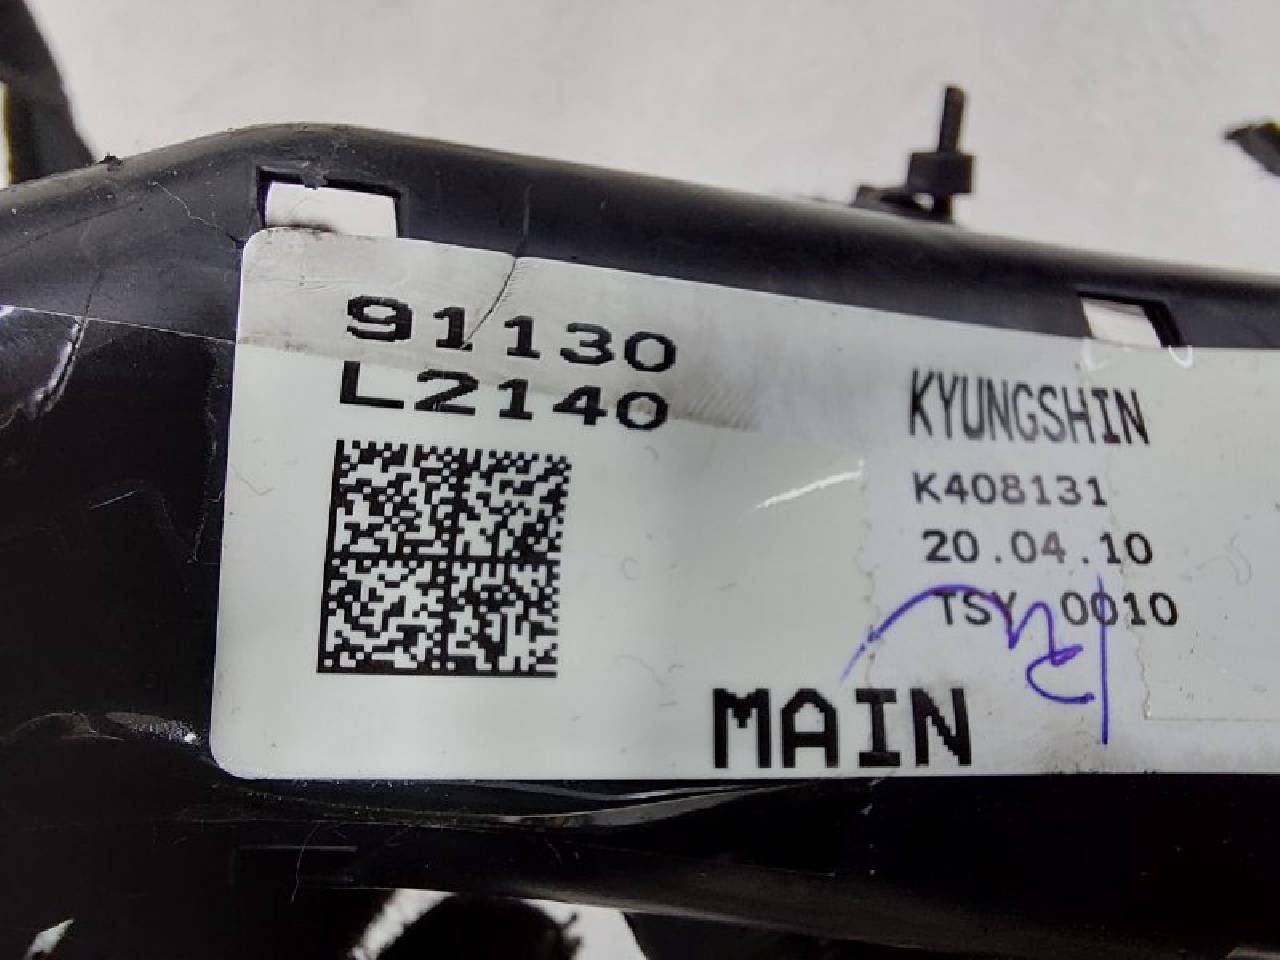 91130
L2140
KYUNGSHIN
K408131
20.04.10
TSY 0010
MAIN